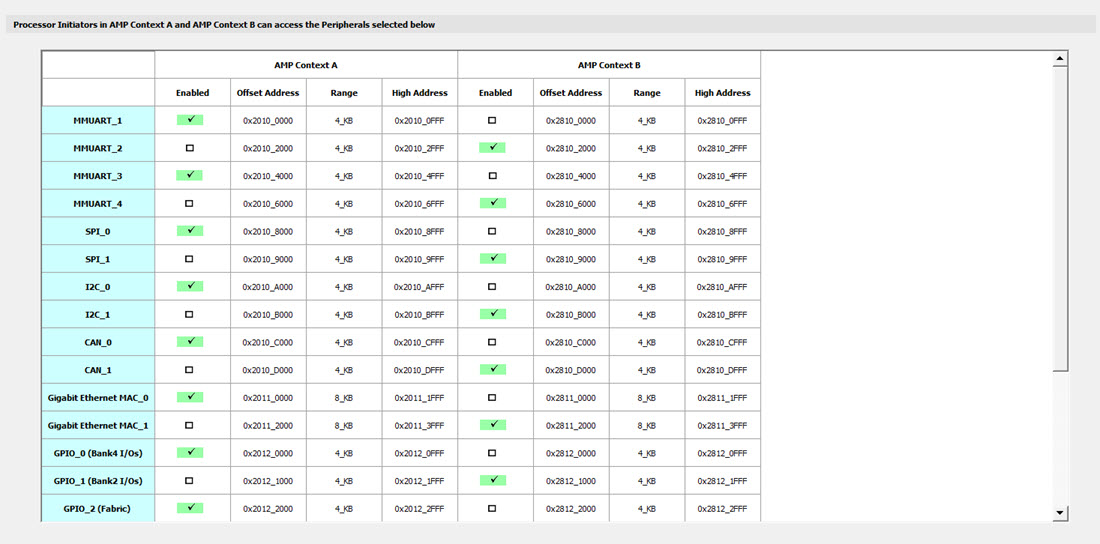 Processor Initiators in AMP Context A and AMP Context B can access the Peripherals selected below
AMP Context A AMP Context B
Enabled Offset Address Range High Address Enabled Offset Address Range High Address
MMUART_1 0x2010_0000 4_KB 0x2010_0FFF 0x2810_0000 4_KB 0x2810_0FFF
MMUART_2 0x2010_2000 4_KB 0x2010_2FFF 0x2810_2000 4_KB 0x2810_2FFF
MMUART_3 0x2010_4000 4_KB 0x2010_4FFF 0x2810_4000 4_KB 0x2810_4FFF
MMUART_4 0x2010_6000 4_KB 0x2010_6FFF 0x2810_6000 4_KB 0x2810_6FFF
SPI_0 0x2010_8000 4_KB 0x2010_8FFF 0x2810_8000 4_KB 0x2810_8FFF
SPI_1 0x2010_9000 4_KB 0x2010_9FFF 0x2810_9000 4_KB 0x2810_9FFF
I2C_0 0x2010_A000 4_KB 0x2010_AFFF 0x2810_A000 4_KB 0x2810_AFFF
I2C_1 0x2010_B000 4_KB 0x2010_BFFF 0x2810_B000 4_KB 0x2810_BFFF
CAN_0 0x2010_C000 4_KB 0x2010_CFFF 0x2810_C000 4_KB 0x2810_CFFF
CAN_1 0x2010_D000 4_KB 0x2010_DFFF 0x2810_D000 4_KB 0x2810_DFFF
Gigabit Ethernet MAC_0 0x2011_0000 8_KB 0x2011_1FFF 0x2811_0000 8_KB 0x2811_1FFF
Gigabit Ethernet MAC_1 0x2011_2000 8_KB 0x2011_3FFF 0x2811_2000 8_KB 0x2811_3FFF
GPIO_0 (Bank4 I/Os) 0x2012_0000 4_KB 0x2012_0FFF 0x2812_0000 4_KB 0x2812_0FFF
GPIO_1 (Bank2 I/Os) 0x2012_1000 4_KB 0x2012_1FFF 0x2812_1000 4_KB 0x2812_1FFF
GPIO_2 (Fabric) 0x2012_2000 4_KB 0x2012_2FFF 0x2812_2000 4_KB 0x2812_2FFF